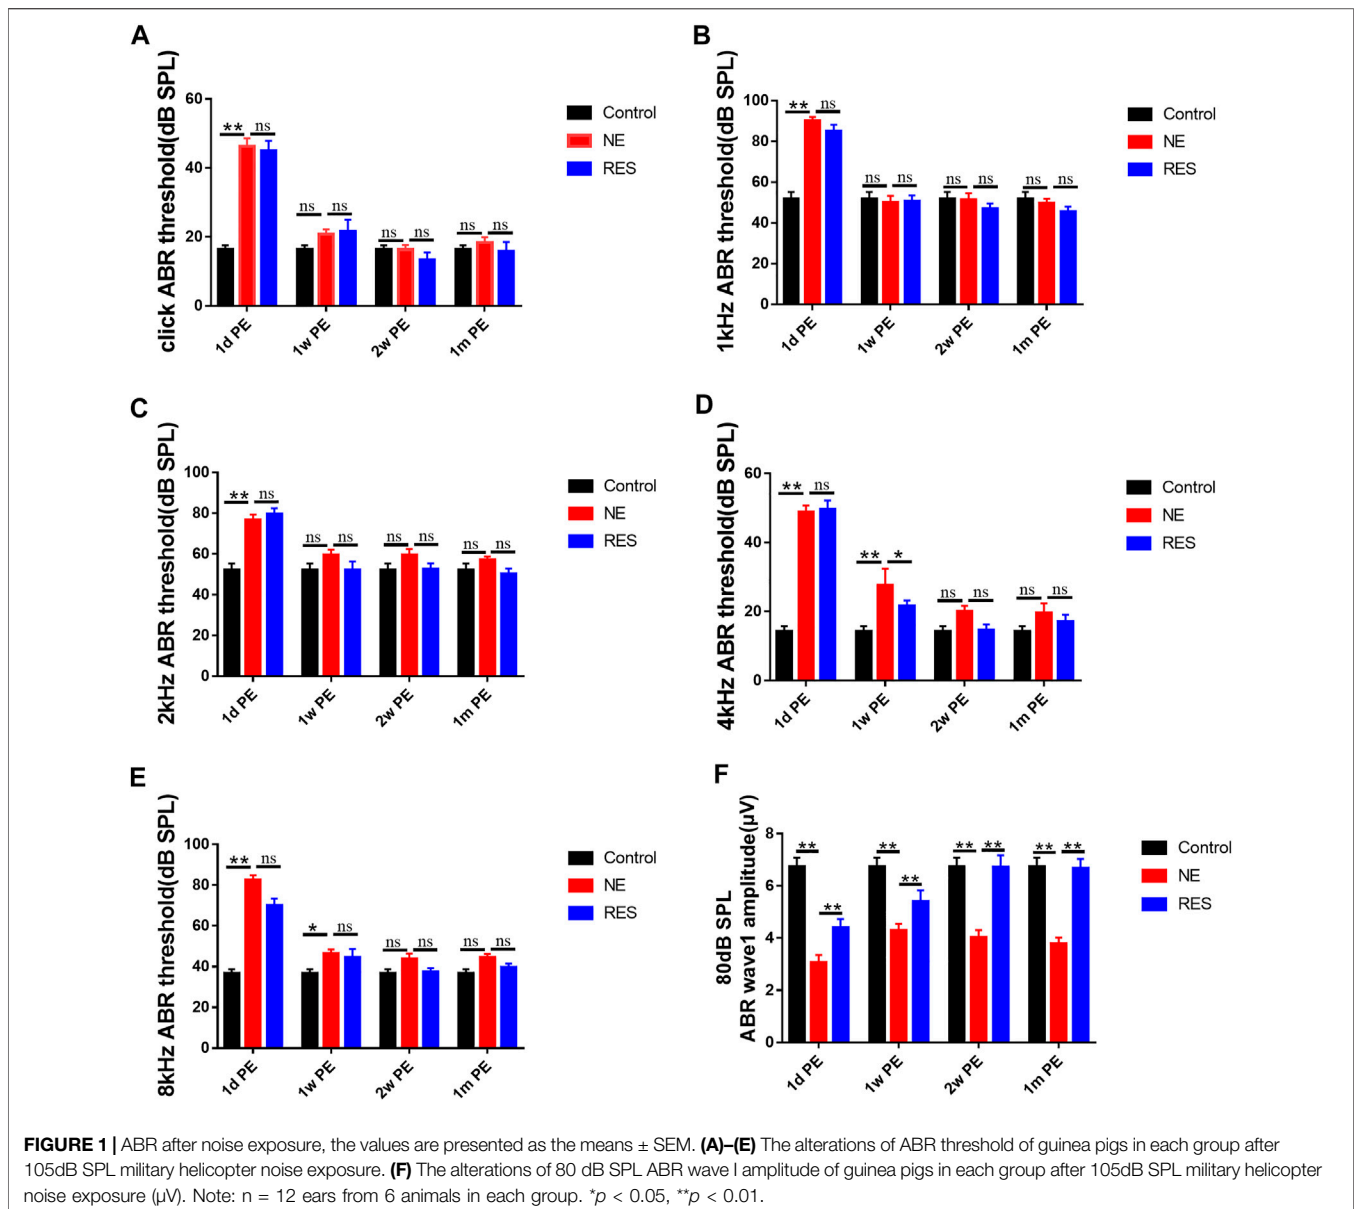 A
click ABR threshold(dB SPL)
60
40
20
0
** ns
ns ns
ns ns
ns ns
1d PE
1w PE
2w PE
1m PE
Control
NE
RES
B
1kHz ABR threshold(dB SPL)
100
80
60
40
20
0
** ns
ns ns
ns ns
ns ns
1d PE
1w PE
2w PE
1m PE
Control
NE
RES
C
2kHz ABR threshold(dB SPL)
100
80
60
40
20
0
** ns
ns ns
ns ns
ns ns
1d PE
1w PE
2w PE
1m PE
Control
NE
RES
D
4kHz ABR threshold(dB SPL)
60
40
20
0
** ns
** *
ns ns
ns ns
1d PE
1w PE
2w PE
1m PE
Control
NE
RES
E
8kHz ABR threshold(dB SPL)
100
80
60
40
20
0
** ns
* ns
ns ns
ns ns
1d PE
1w PE
2w PE
1m PE
Control
NE
RES
F
80dB SPL
ABR wave1 amplitude(μV)
8
6
4
2
0
** **
** **
** **
** **
1d PE
1w PE
2w PE
1m PE
Control
NE
RES
FIGURE 1 | ABR after noise exposure, the values are presented as the means ± SEM. (A)–(E) The alterations of ABR threshold of guinea pigs in each group after
105dB SPL military helicopter noise exposure. (F) The alterations of 80 dB SPL ABR wave I amplitude of guinea pigs in each group after 105dB SPL military helicopter
noise exposure (μV). Note: n = 12 ears from 6 animals in each group. *p < 0.05, **p < 0.01.